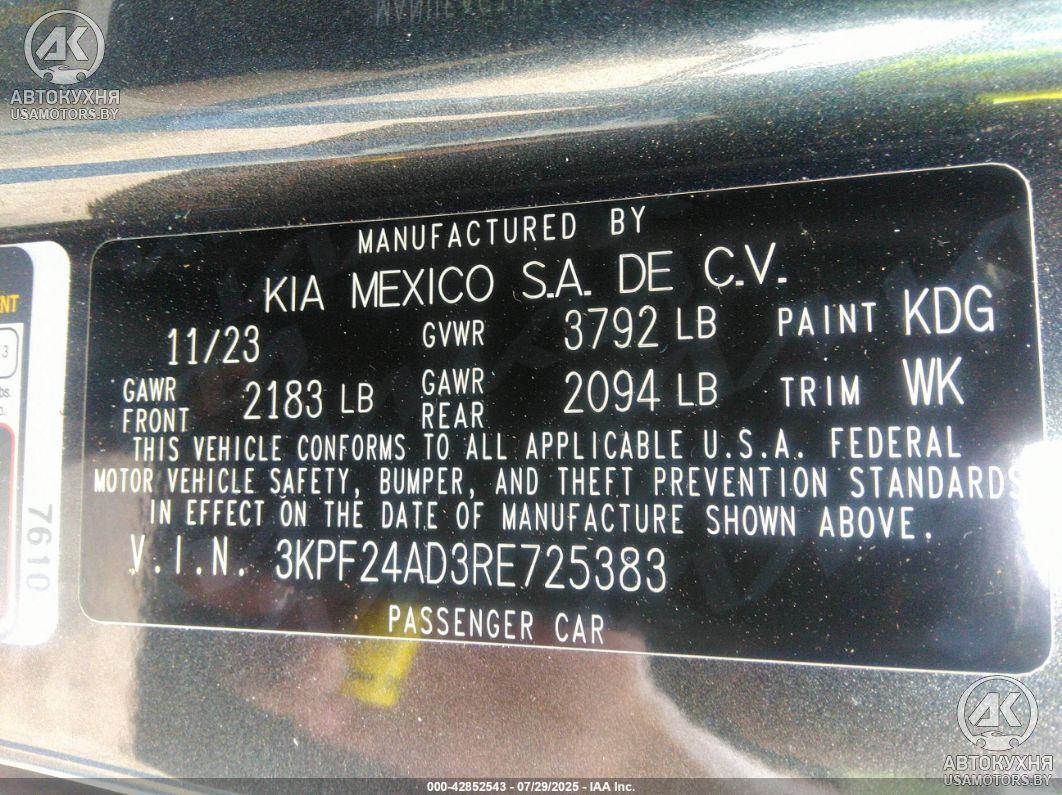 AK
АВТОКУХНЯ
USAMOTORS.BY
MANUFACTURED BY
KIA MEXICO S.A. DE C.V.
11/23 GVWR 3792 LB PAINT KDG
GAWR FRONT 2183 LB GAWR REAR 2094 LB TRIM WK
THIS VEHICLE CONFORMS TO ALL APPLICABLE U.S.A. FEDERAL
MOTOR VEHICLE SAFETY, BUMPER, AND THEFT PREVENTION STANDARDS
IN EFFECT ON THE DATE OF MANUFACTURE SHOWN ABOVE.
V.I.N. 3KPF24AD3RE725383
PASSENGER CAR
7610
AK
АВТОКУХНЯ
USAMOTORS.BY
000-42852543 - 07/29/2025 - IAA Inc.